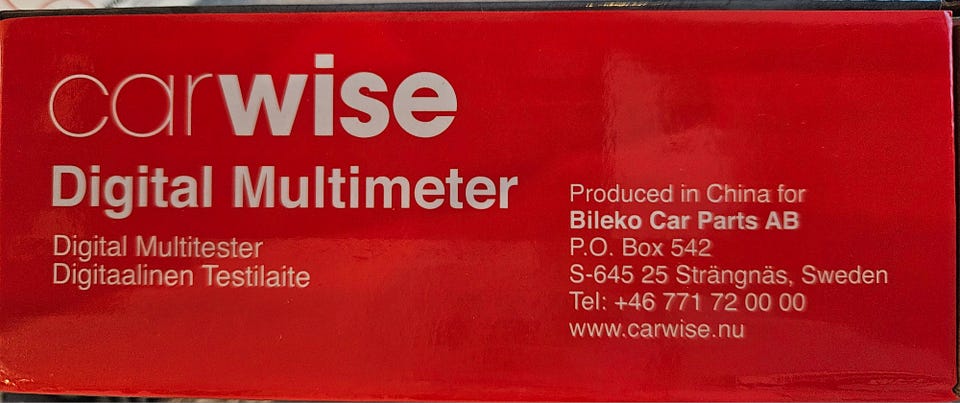 carwise
Digital Multimeter
Digital Multitester
Digitaalinen Testilaite
Produced in China for
Bileko Car Parts AB
P.O. Box 542
S-645 25 Strängnäs, Sweden
Tel: +46 771 72 00 00
www.carwise.nu